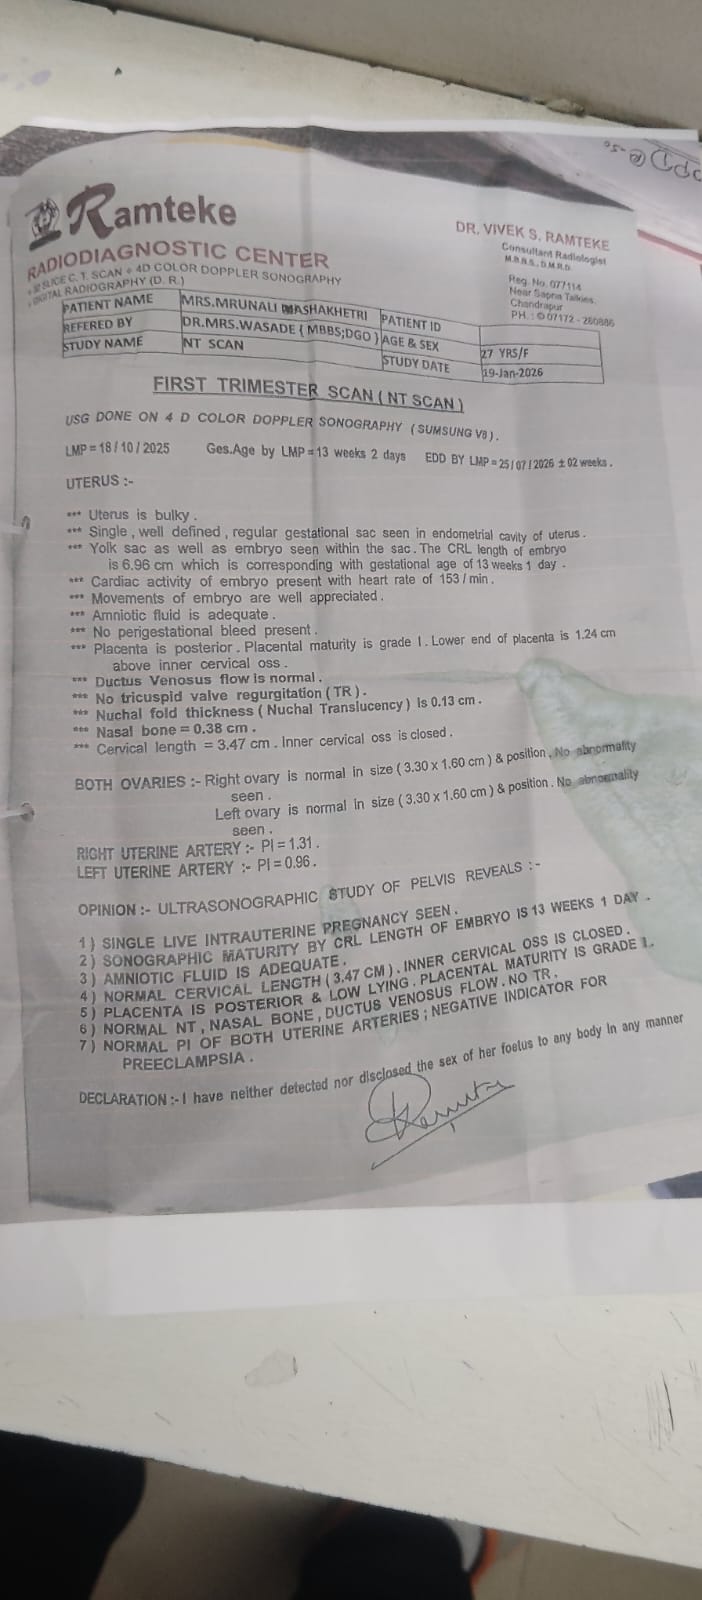 Ramteke
RADIODIAGNOSTIC CENTER
SLICE C. T. SCAN 4D COLOR DOPPLER SONOGRAPHY
DIGITAL RADIOGRAPHY (D. R.)
DR. VIVEK S. RAMTEKE
Consultant Radiologist
M.B.B.S., D.M.R.D.
Reg. No. 077114
Near Sapna Talkies,
Chandrapur
PH. : 07172 - 260886
PATIENT NAME MRS.MRUNALI MASHAKHETRI PATIENT ID
REFERED BY DR.MRS.WASADE ( MBBS;DGO ) AGE & SEX 27 YRS/F
STUDY NAME NT SCAN STUDY DATE 19-Jan-2026
FIRST TRIMESTER SCAN ( NT SCAN )
USG DONE ON 4 D COLOR DOPPLER SONOGRAPHY ( SUMSUNG V8 ) .
LMP = 18 / 10 / 2025 Ges.Age by LMP = 13 weeks 2 days EDD BY LMP = 25 / 07 / 2026 ± 02 weeks .
UTERUS :-
*** Uterus is bulky .
*** Single , well defined , regular gestational sac seen in endometrial cavity of uterus .
*** Yolk sac as well as embryo seen within the sac . The CRL length of embryo
is 6.96 cm which is corresponding with gestational age of 13 weeks 1 day .
*** Cardiac activity of embryo present with heart rate of 153 / min .
*** Movements of embryo are well appreciated .
*** Amniotic fluid is adequate .
*** No perigestational bleed present .
*** Placenta is posterior . Placental maturity is grade I . Lower end of placenta is 1.24 cm
above inner cervical oss .
*** Ductus Venosus flow is normal .
*** No tricuspid valve regurgitation ( TR ) .
*** Nuchal fold thickness ( Nuchal Translucency ) is 0.13 cm .
*** Nasal bone = 0.38 cm .
*** Cervical length = 3.47 cm . Inner cervical oss is closed .
BOTH OVARIES :- Right ovary is normal in size ( 3.30 x 1.60 cm ) & position . No abnormality
seen .
Left ovary is normal in size ( 3.30 x 1.60 cm ) & position . No abnormality
seen .
RIGHT UTERINE ARTERY :- PI = 1.31 .
LEFT UTERINE ARTERY :- PI = 0.96 .
OPINION :- ULTRASONOGRAPHIC STUDY OF PELVIS REVEALS : -
1 ) SINGLE LIVE INTRAUTERINE PREGNANCY SEEN .
2 ) SONOGRAPHIC MATURITY BY CRL LENGTH OF EMBRYO IS 13 WEEKS 1 DAY .
3 ) AMNIOTIC FLUID IS ADEQUATE .
4 ) NORMAL CERVICAL LENGTH ( 3.47 CM ) . INNER CERVICAL OSS IS CLOSED .
5 ) PLACENTA IS POSTERIOR & LOW LYING . PLACENTAL MATURITY IS GRADE I .
6 ) NORMAL NT , NASAL BONE , DUCTUS VENOSUS FLOW . NO TR .
7 ) NORMAL PI OF BOTH UTERINE ARTERIES ; NEGATIVE INDICATOR FOR
PREECLAMPSIA .
DECLARATION :- I have neither detected nor disclosed the sex of her foetus to any body in any manner